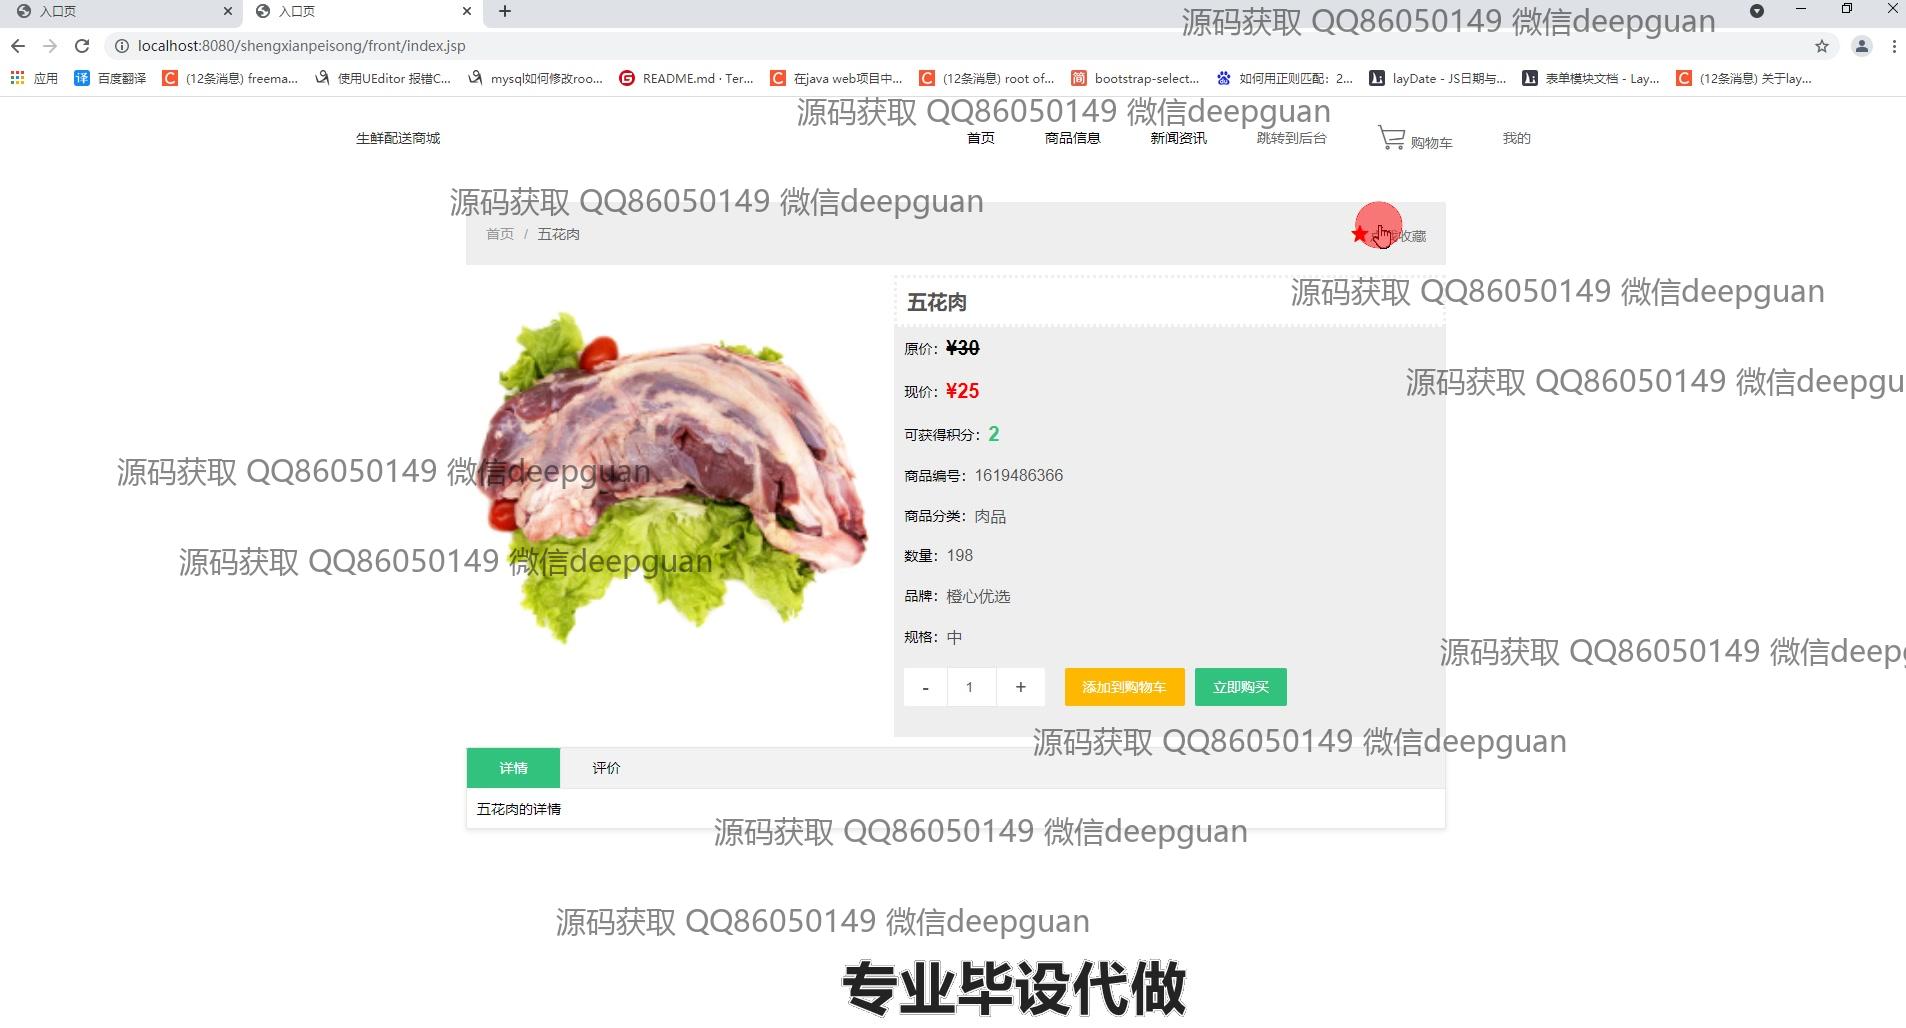 入口页
入口页
源码获取 QQ86050149 微信deepguan
localhost:8080/shengxianpeisong/front/index.jsp
应用 百度翻译 (12条消息) freema... 使用UEditor 报错C... mysql如何修改roo... README.md · Ter... 在java web项目中... (12条消息) root of... bootstrap-select... 如何用正则匹配：2... layDate - JS日期与... 表单模块文档 - Lay... (12条消息) 关于lay...
源码获取 QQ86050149 微信deepguan
生鲜配送商城 首页 商品信息 新闻资讯 跳转到后台 购物车 我的
源码获取 QQ86050149 微信deepguan
首页 / 五花肉 收藏
源码获取 QQ86050149 微信deepguan
五花肉
原价：¥30
源码获取 QQ86050149 微信deepgu
现价：¥25
可获得积分：2
源码获取 QQ86050149 微信deepguan
商品编号：1619486366
商品分类：肉品
数量：198
源码获取 QQ86050149 微信deepguan
品牌：橙心优选
规格：中
源码获取 QQ86050149 微信deepg
- 1 + 添加到购物车 立即购买
源码获取 QQ86050149 微信deepguan
详情 评价
五花肉的详情
源码获取 QQ86050149 微信deepguan
源码获取 QQ86050149 微信deepguan
专业毕设代做